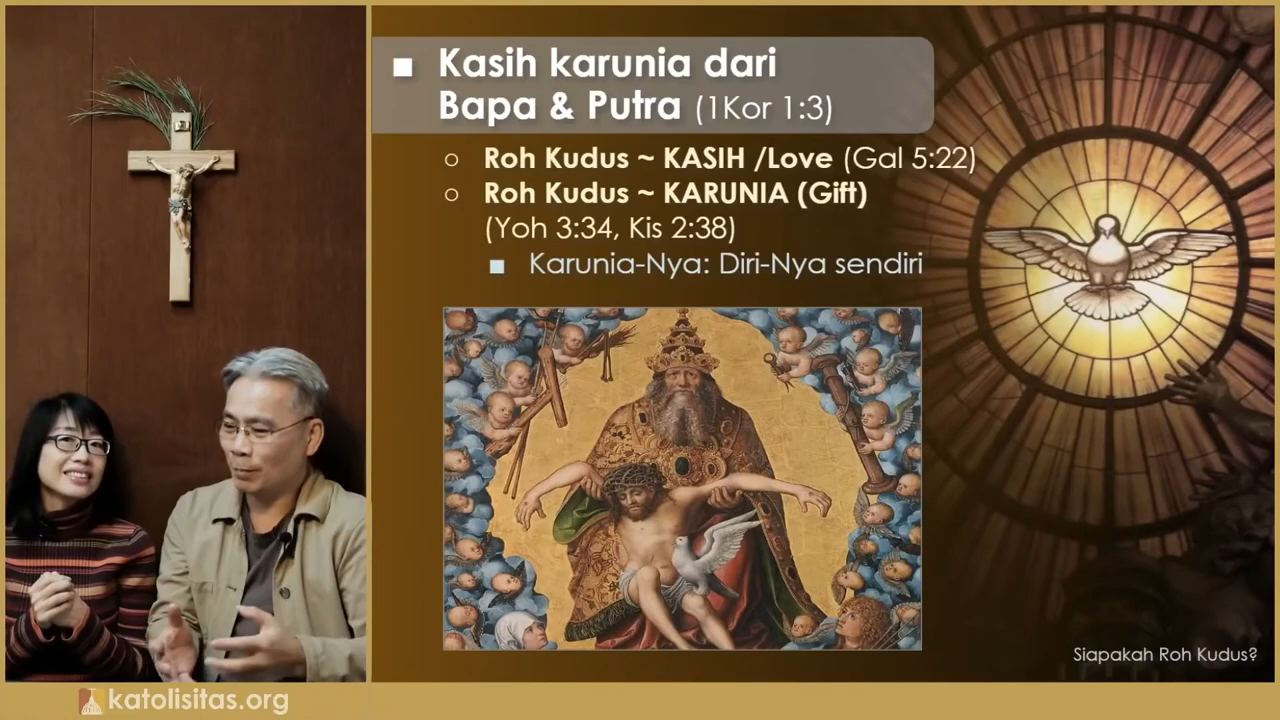 Kasih karunia dari
Bapa & Putra (1Kor 1:3)
Roh Kudus ~ KASIH /Love (Gal 5:22)
Roh Kudus ~ KARUNIA (Gift)
(Yoh 3:34, Kis 2:38)
Karunia-Nya: Diri-Nya sendiri
Siapakah Roh Kudus?
katolisitas.org